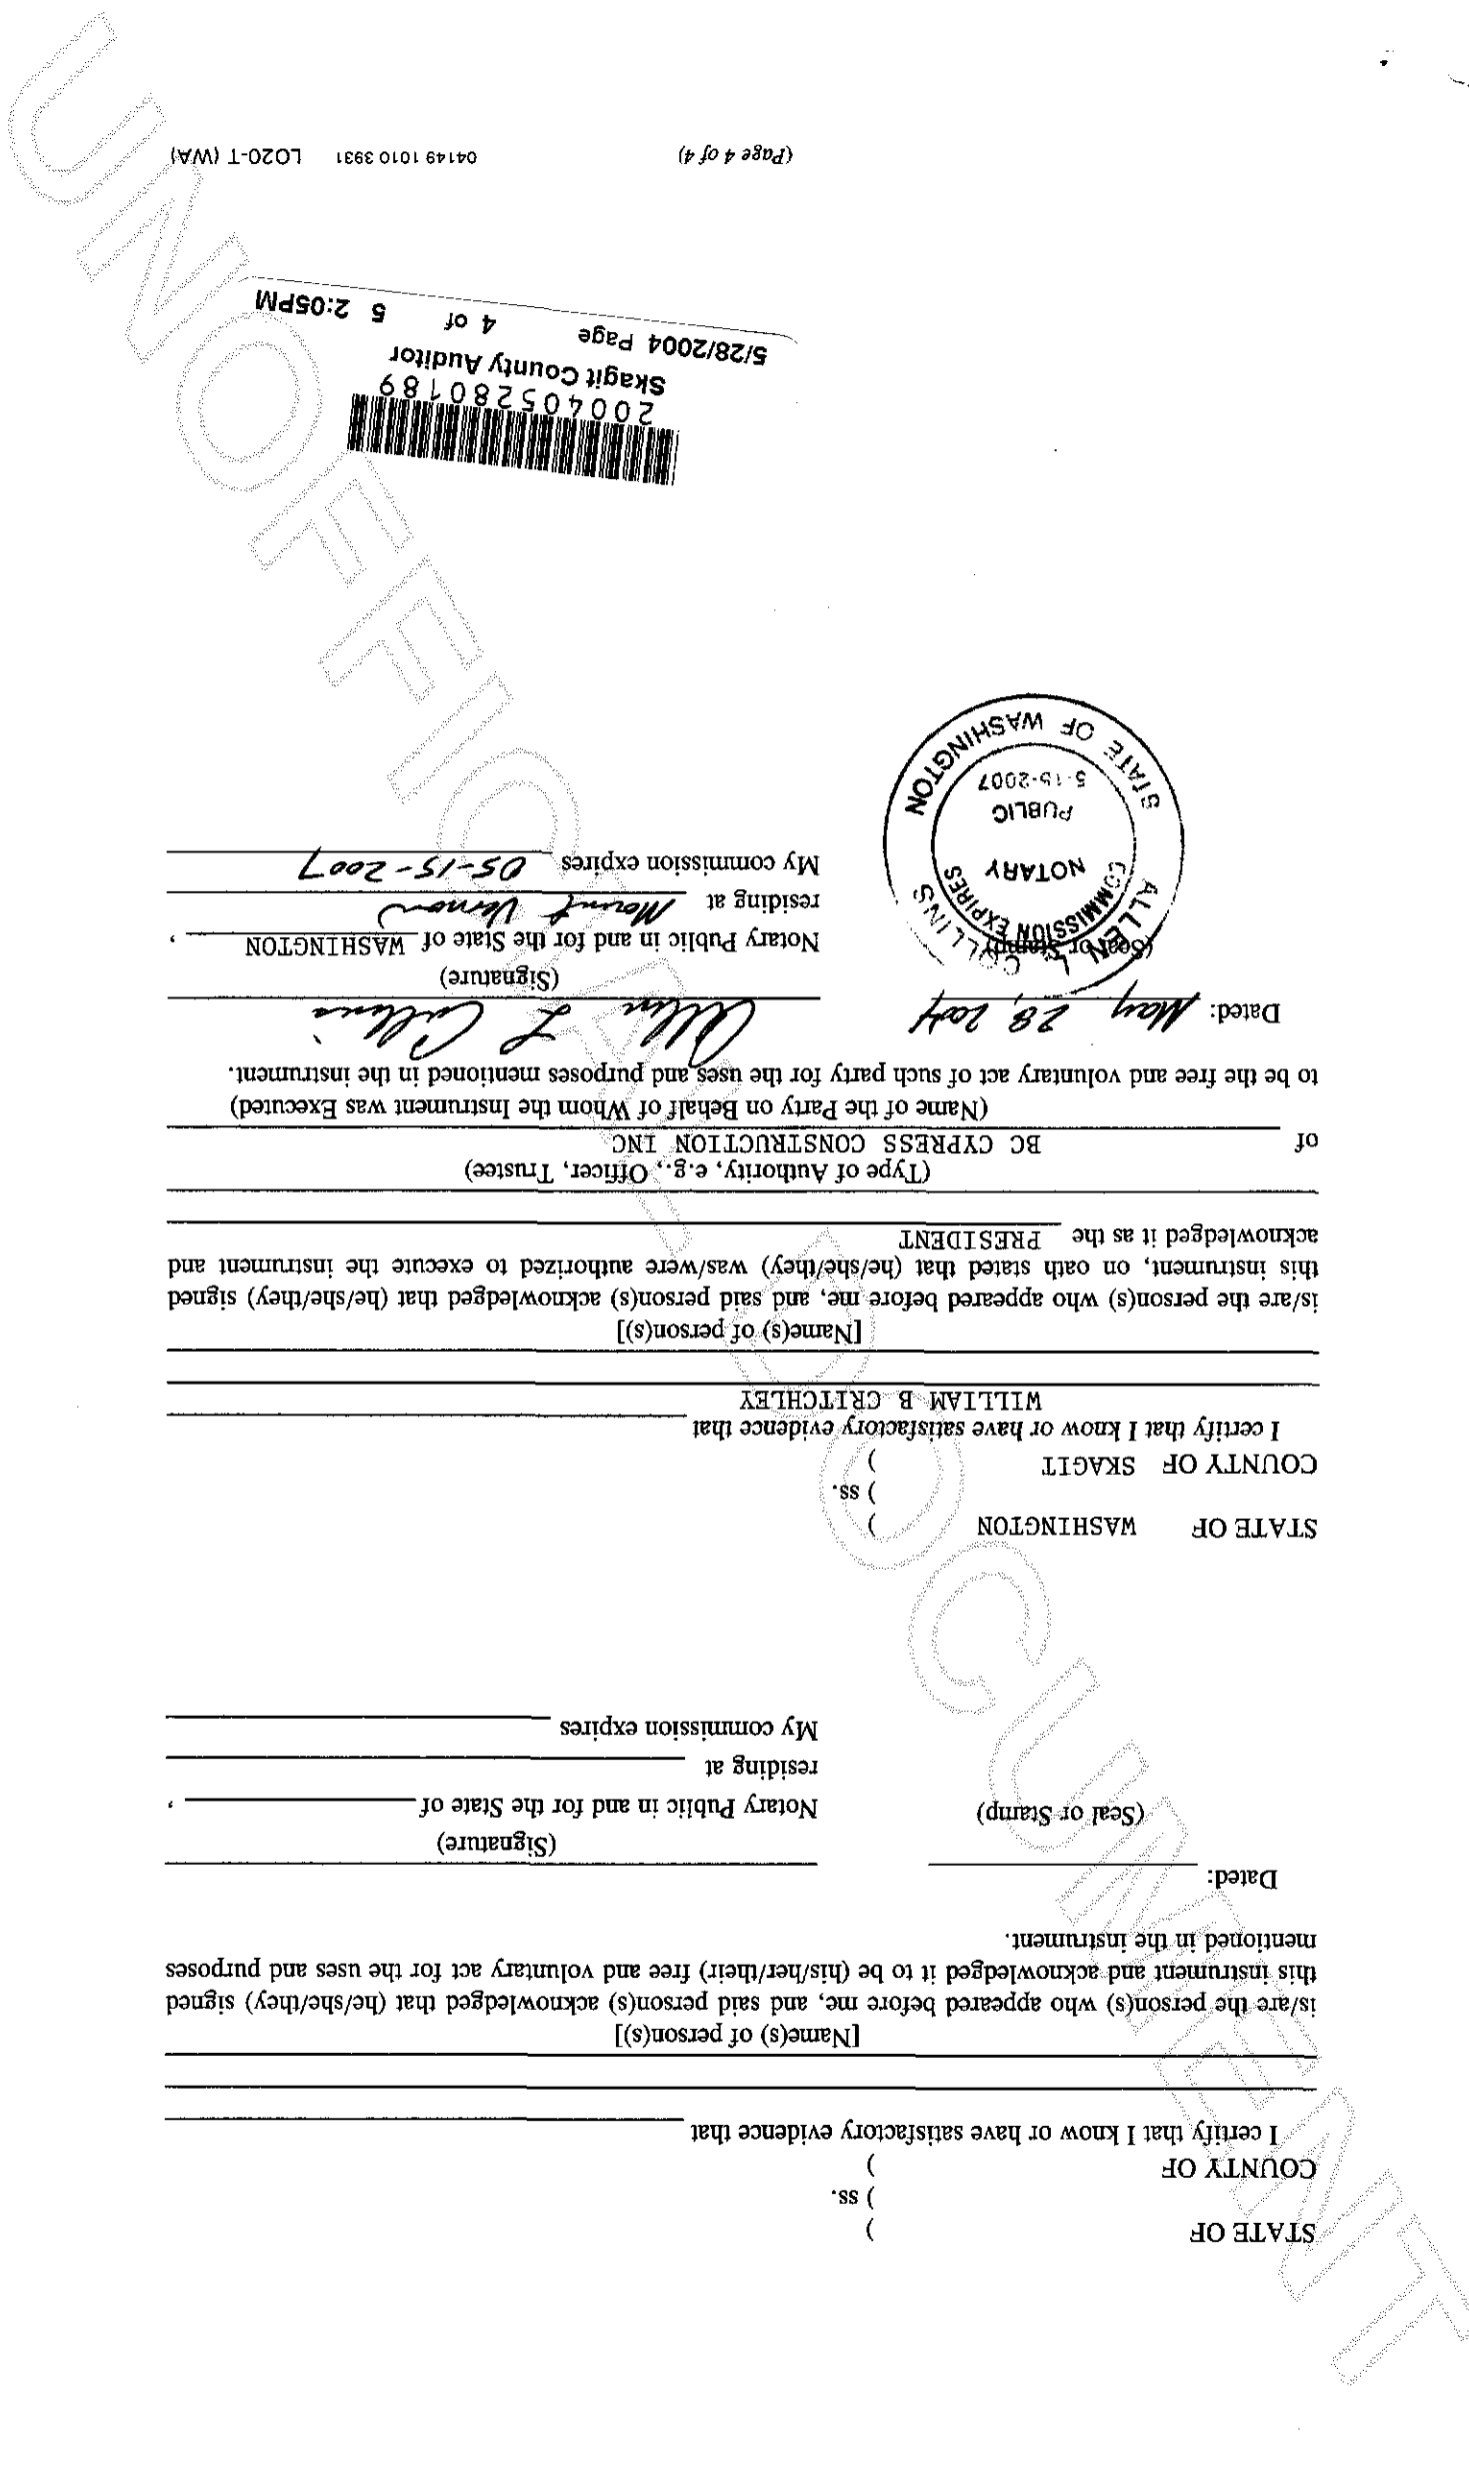 STATE OF )
) ss.
COUNTY OF )
I certify that I know or have satisfactory evidence that
[Name(s) of person(s)]
is/are the person(s) who appeared before me, and said person(s) acknowledged that (he/she/they) signed
this instrument and acknowledged it to be (his/her/their) free and voluntary act for the uses and purposes
mentioned in the instrument.
Dated:
(Signature)
(Seal or Stamp)
Notary Public in and for the State of ,
residing at
My commission expires
STATE OF WASHINGTON )
) ss.
COUNTY OF SKAGIT )
I certify that I know or have satisfactory evidence that
WILLIAM B CRITCHLEY
[Name(s) of person(s)]
is/are the person(s) who appeared before me, and said person(s) acknowledged that (he/she/they) signed
this instrument, on oath stated that (he/she/they) was/were authorized to execute the instrument and
acknowledged it as the PRESIDENT
(Type of Authority, e.g., Officer, Trustee)
of BC CYPRESS CONSTRUCTION INC
(Name of the Party on Behalf of Whom the Instrument was Executed)
to be the free and voluntary act of such party for the uses and purposes mentioned in the instrument.
Dated: May 28, 2004 Allen L Collins
(Signature)
(Seal or Stamp)
Notary Public in and for the State of WASHINGTON ,
residing at Mount Vernon
My commission expires 05-15-2007
ALLEN L COLLINS
COMMISSION EXPIRES
NOTARY
PUBLIC
5-15-2007
STATE OF WASHINGTON
200405280189
Skagit County Auditor
5/28/2004 Page 4 of 5 2:05PM
(Page 4 of 4) 04149 1010 3931 LO20-T (WA)
UNOFFICIAL DOCUMENT